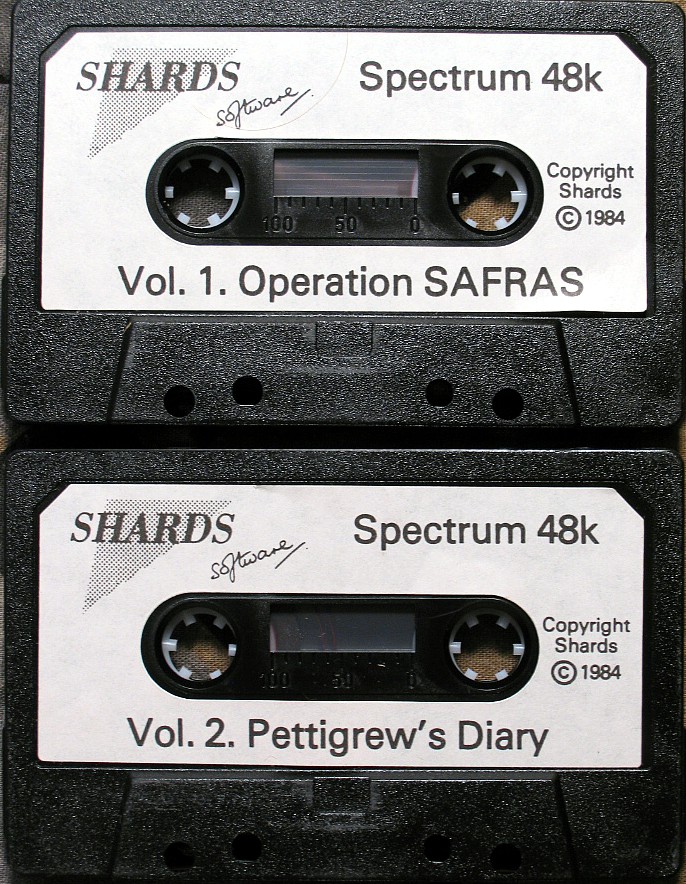 SHARDS
software.
Spectrum 48k
Copyright
Shards
© 1984
100 50 0
Vol. 1. Operation SAFRAS
SHARDS
software.
Spectrum 48k
Copyright
Shards
© 1984
100 50 0
Vol. 2. Pettigrew's Diary